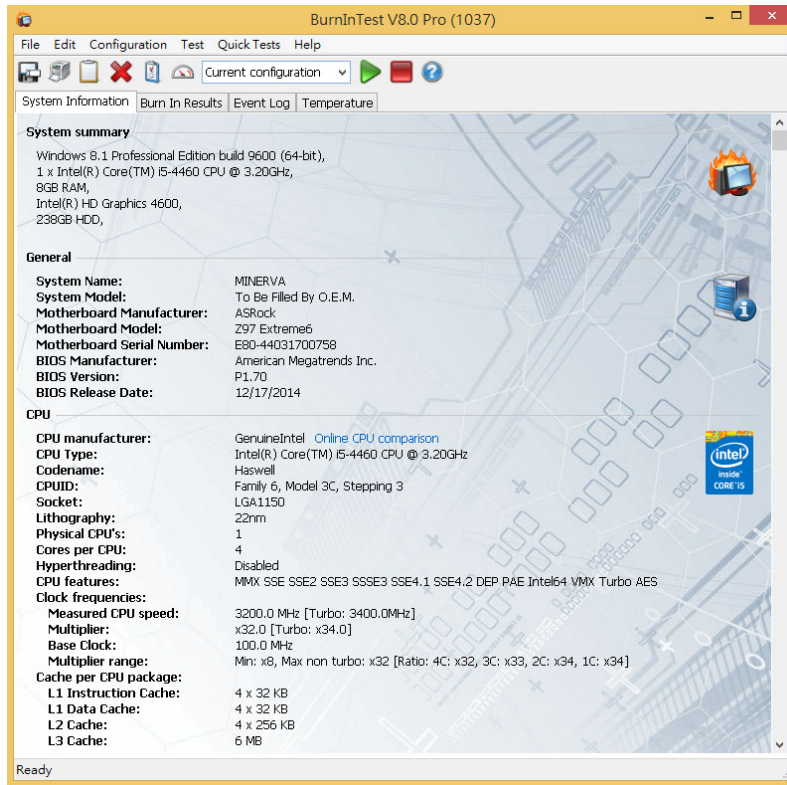 BurnInTest V8.0 Pro (1037)
File Edit Configuration Test Quick Tests Help
Current configuration
System Information Burn In Results Event Log Temperature
System summary
Windows 8.1 Professional Edition build 9600 (64-bit),
1 x Intel(R) Core(TM) i5-4460 CPU @ 3.20GHz,
8GB RAM,
Intel(R) HD Graphics 4600,
238GB HDD,
General
System Name: MINERVA
System Model: To Be Filled By O.E.M.
Motherboard Manufacturer: ASRock
Motherboard Model: Z97 Extreme6
Motherboard Serial Number: E80-44031700758
BIOS Manufacturer: American Megatrends Inc.
BIOS Version: P1.70
BIOS Release Date: 12/17/2014
CPU
CPU manufacturer: GenuineIntel Online CPU comparison
CPU Type: Intel(R) Core(TM) i5-4460 CPU @ 3.20GHz
Codename: Haswell
CPUID: Family 6, Model 3C, Stepping 3
Socket: LGA1150
Lithography: 22nm
Physical CPU's: 1
Cores per CPU: 4
Hyperthreading: Disabled
CPU features: MMX SSE SSE2 SSE3 SSSE3 SSE4.1 SSE4.2 DEP PAE Intel64 VMX Turbo AES
Clock frequencies:
Measured CPU speed: 3200.0 MHz [Turbo: 3400.0MHz]
Multiplier: x32.0 [Turbo: x34.0]
Base Clock: 100.0 MHz
Multiplier range: Min: x8, Max non turbo: x32 [Ratio: 4C: x32, 3C: x33, 2C: x34, 1C: x34]
Cache per CPU package:
L1 Instruction Cache: 4 x 32 KB
L1 Data Cache: 4 x 32 KB
L2 Cache: 4 x 256 KB
L3 Cache: 6 MB
intel
inside
CORE i5
Ready